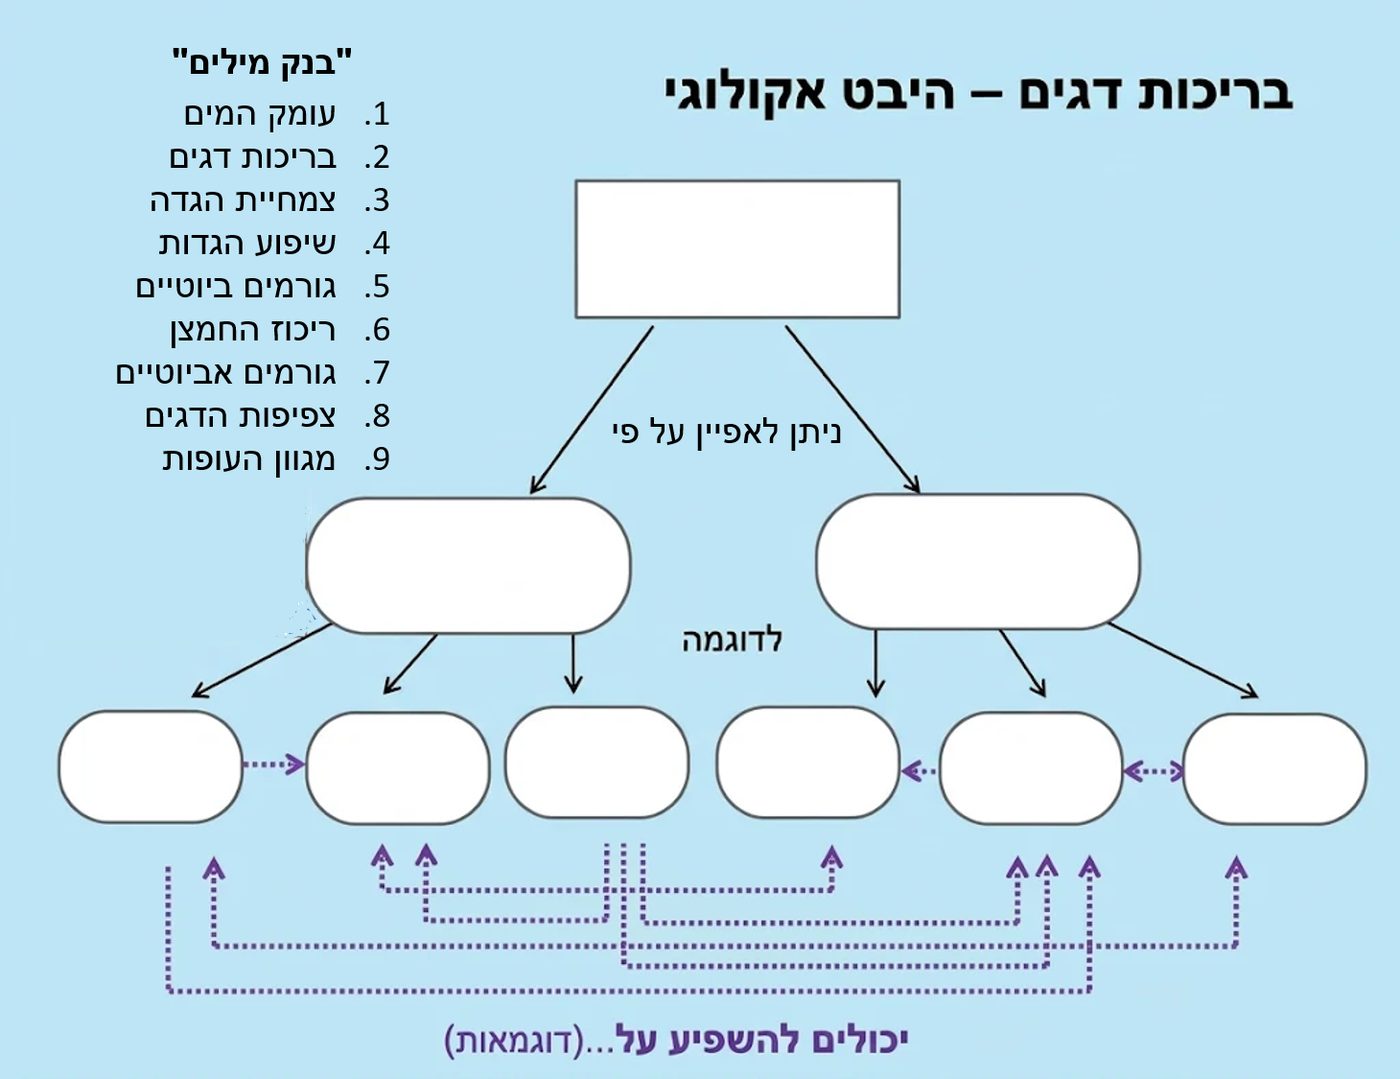 בריכות דגים – היבט אקולוגי
"בנק מילים"
1. עומק המים
2. בריכות דגים
3. צמחיית הגדה
4. שיפוע הגדות
5. גורמים ביוטיים
6. ריכוז החמצן
7. גורמים אביוטיים
8. צפיפות הדגים
9. מגוון העופות
ניתן לאפיין על פי
לדוגמה
יכולים להשפיע על...(דוגמאות)